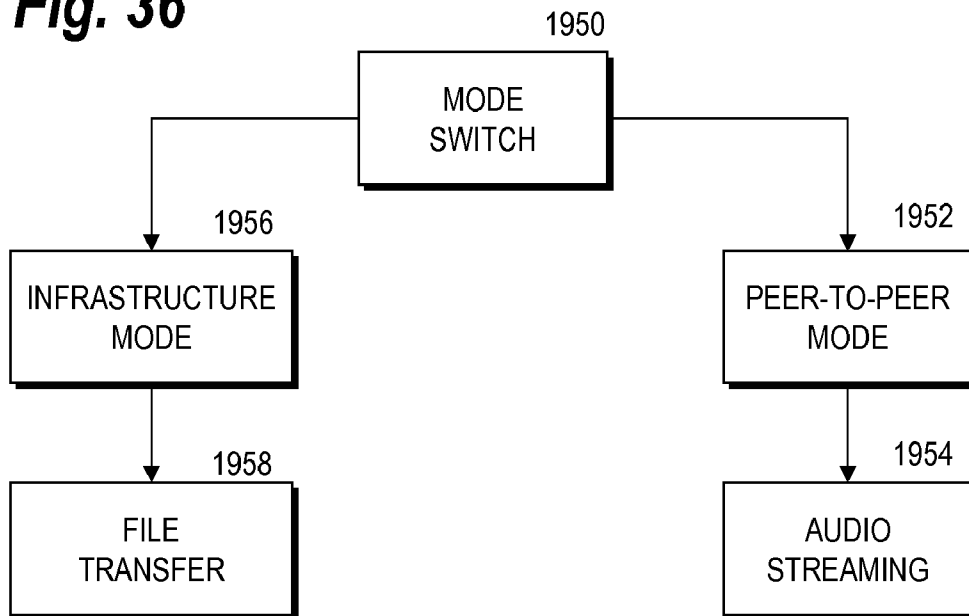 Fig. 36
1950
MODE
SWITCH
1956
INFRASTRUCTURE
MODE
1952
PEER-TO-PEER
MODE
1958
FILE
TRANSFER
1954
AUDIO
STREAMING